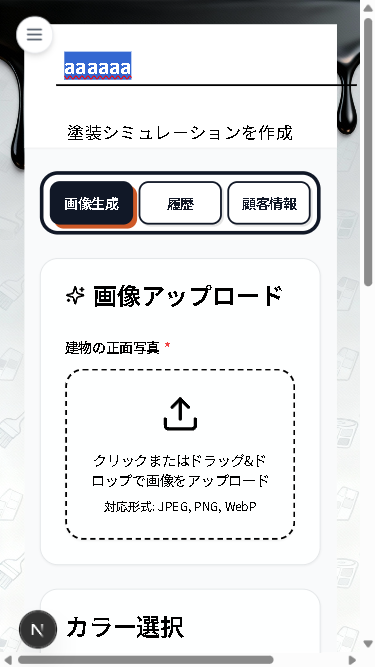 aaaaaa
塗装シミュレーションを作成
画像生成
履歴
顧客情報
画像アップロード
建物の正面写真 *
クリックまたはドラッグ&ド
ロップで画像をアップロード
対応形式: JPEG, PNG, WebP
N
カラー選択